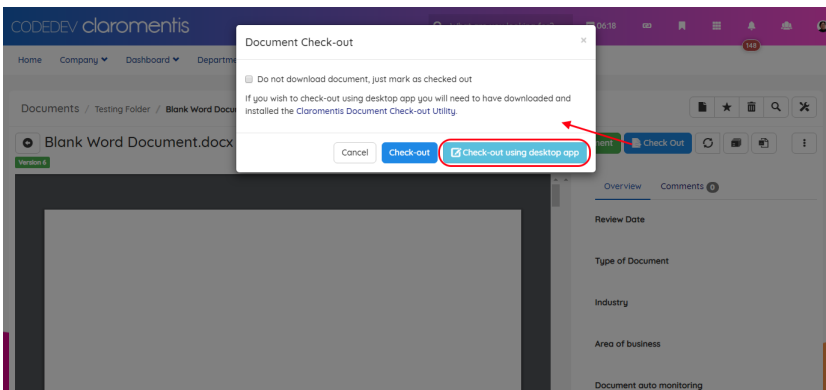 CODEDEV claromentis
06:18
148
Home Company Dashboard Departme
Document Check-out
×
Do not download document, just mark as checked out
If you wish to check-out using desktop app you will need to have downloaded and
installed the Claromentis Document Check-out Utility.
Cancel Check-out Check-out using desktop app
Documents / Testing Folder / Blank Word Docu
Blank Word Document.docx
ment Check Out
Version 6
Overview Comments 0
Review Date
Type of Document
Industry
Area of business
Document auto monitoring